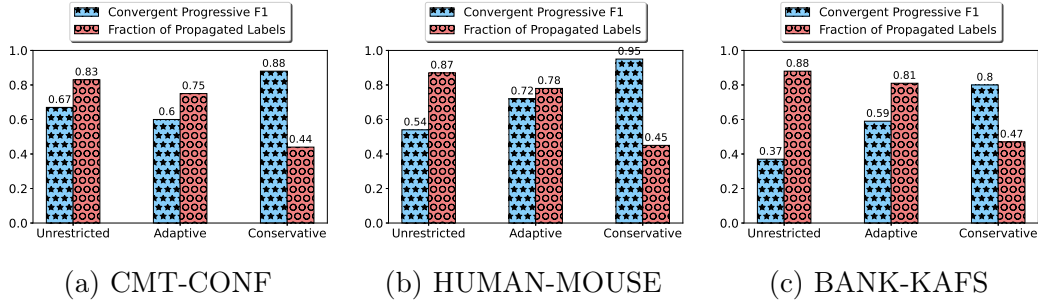 Convergent Progressive F1
Fraction of Propagated Labels
1.0
0.8
0.6
0.4
0.2
0.0
0.67
0.83
0.6
0.75
0.88
0.44
Unrestricted
Adaptive
Conservative
(a) CMT-CONF
Convergent Progressive F1
Fraction of Propagated Labels
1.0
0.8
0.6
0.4
0.2
0.0
0.54
0.87
0.72
0.78
0.95
0.45
Unrestricted
Adaptive
Conservative
(b) HUMAN-MOUSE
Convergent Progressive F1
Fraction of Propagated Labels
1.0
0.8
0.6
0.4
0.2
0.0
0.37
0.88
0.59
0.81
0.8
0.47
Unrestricted
Adaptive
Conservative
(c) BANK-KAFS